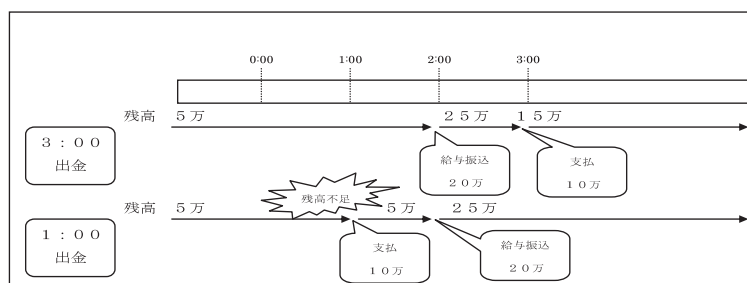 0:00 1:00 2:00 3:00
残高 5万 25万 15万
3:00
出金
給与振込
20万
支払
10万
残高不足
残高 5万 5万 25万
1:00
出金
支払
10万
給与振込
20万